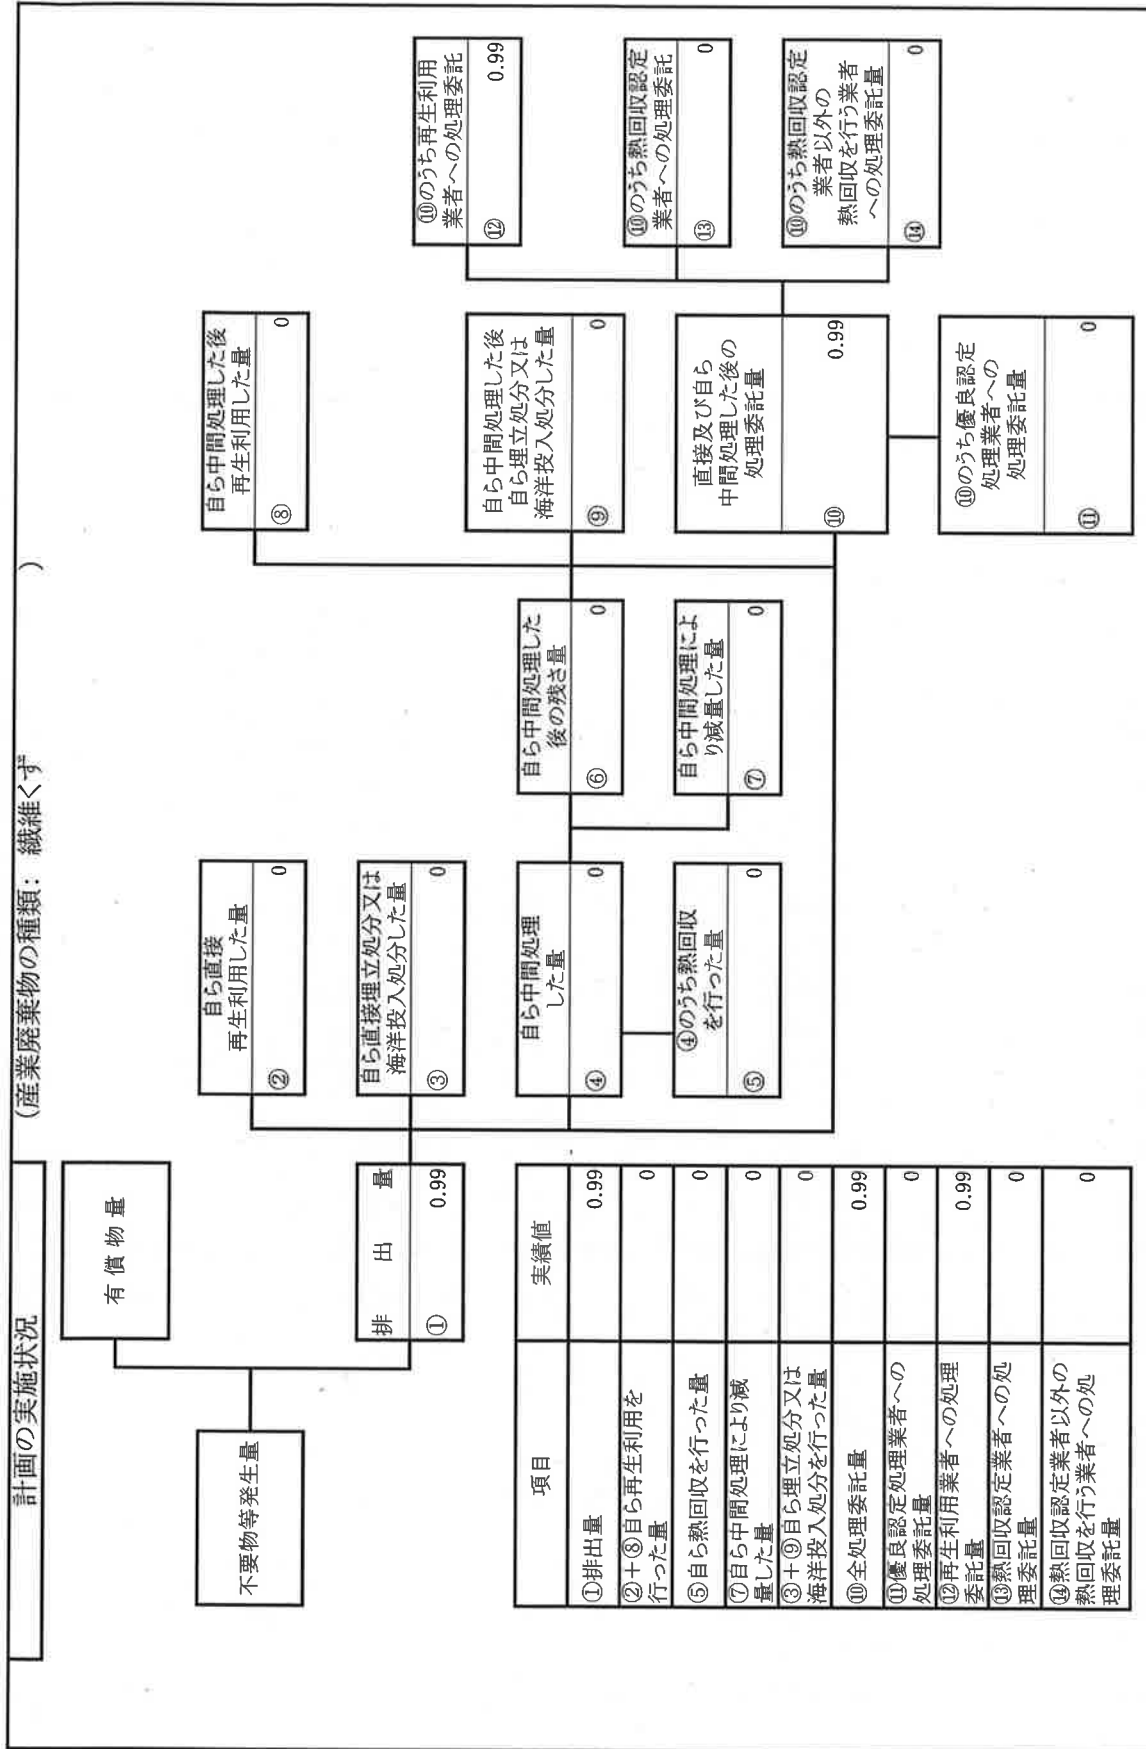 計画の実施状況
(産業廃棄物の種類： 繊維くず )
不要物等発生量
有償物量
排出量
① 0.99
自ら直接
再生利用した量
② 0
自ら直接埋立処分又は
海洋投入処分した量
③ 0
自ら中間処理
した量
④ 0
④のうち熱回収
を行った量
⑤ 0
自ら中間処理した
後の残さ量
⑥ 0
自ら中間処理によ
り減量した量
⑦ 0
自ら中間処理した後
再生利用した量
⑧ 0
自ら中間処理した後
自ら埋立処分又は
海洋投入処分した量
⑨ 0
直接及び自ら
中間処理した後の
処理委託量
⑩ 0.99
⑩のうち優良認定
処理業者への
処理委託量
⑪ 0
⑩のうち再生利用
業者への処理委託
⑫ 0.99
⑩のうち熱回収認定
業者への処理委託
⑬ 0
⑩のうち熱回収認定
業者以外の
熱回収を行う業者
への処理委託量
⑭ 0
項目 実績値
①排出量 0.99
②＋⑧自ら再生利用を
行った量 0
⑤自ら熱回収を行った量 0
⑦自ら中間処理により減
量した量 0
③＋⑨自ら埋立処分又は
海洋投入処分を行った量 0
⑩全処理委託量 0.99
⑪優良認定処理業者への
処理委託量 0
⑫再生利用業者への処理
委託量 0.99
⑬熱回収認定業者への処
理委託量 0
⑭熱回収認定業者以外の
熱回収を行う業者への処
理委託量 0